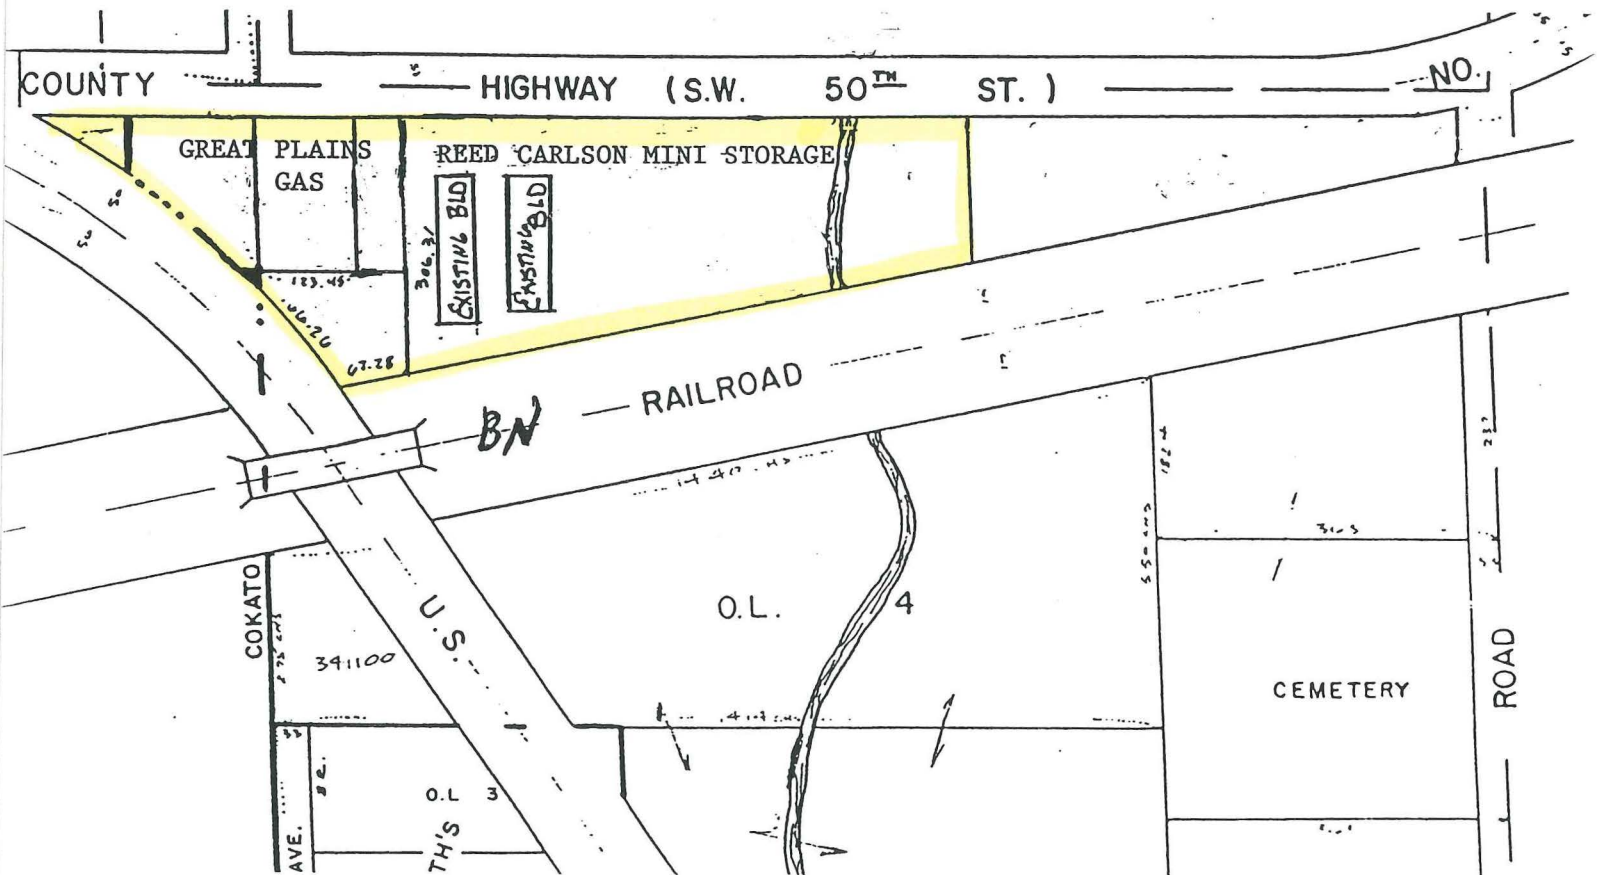 COUNTY HIGHWAY (S.W. 50TH ST.) NO.
GREAT PLAINS
GAS
REED CARLSON MINI STORAGE
EXISTING BLD
EXISTING BLD
306.31
123.45
66.26
67.28
BN
RAILROAD
COKATO
U.S.
341100
O.L. 4
CEMETERY
ROAD
33
O.L 3
AVE.
TH'S